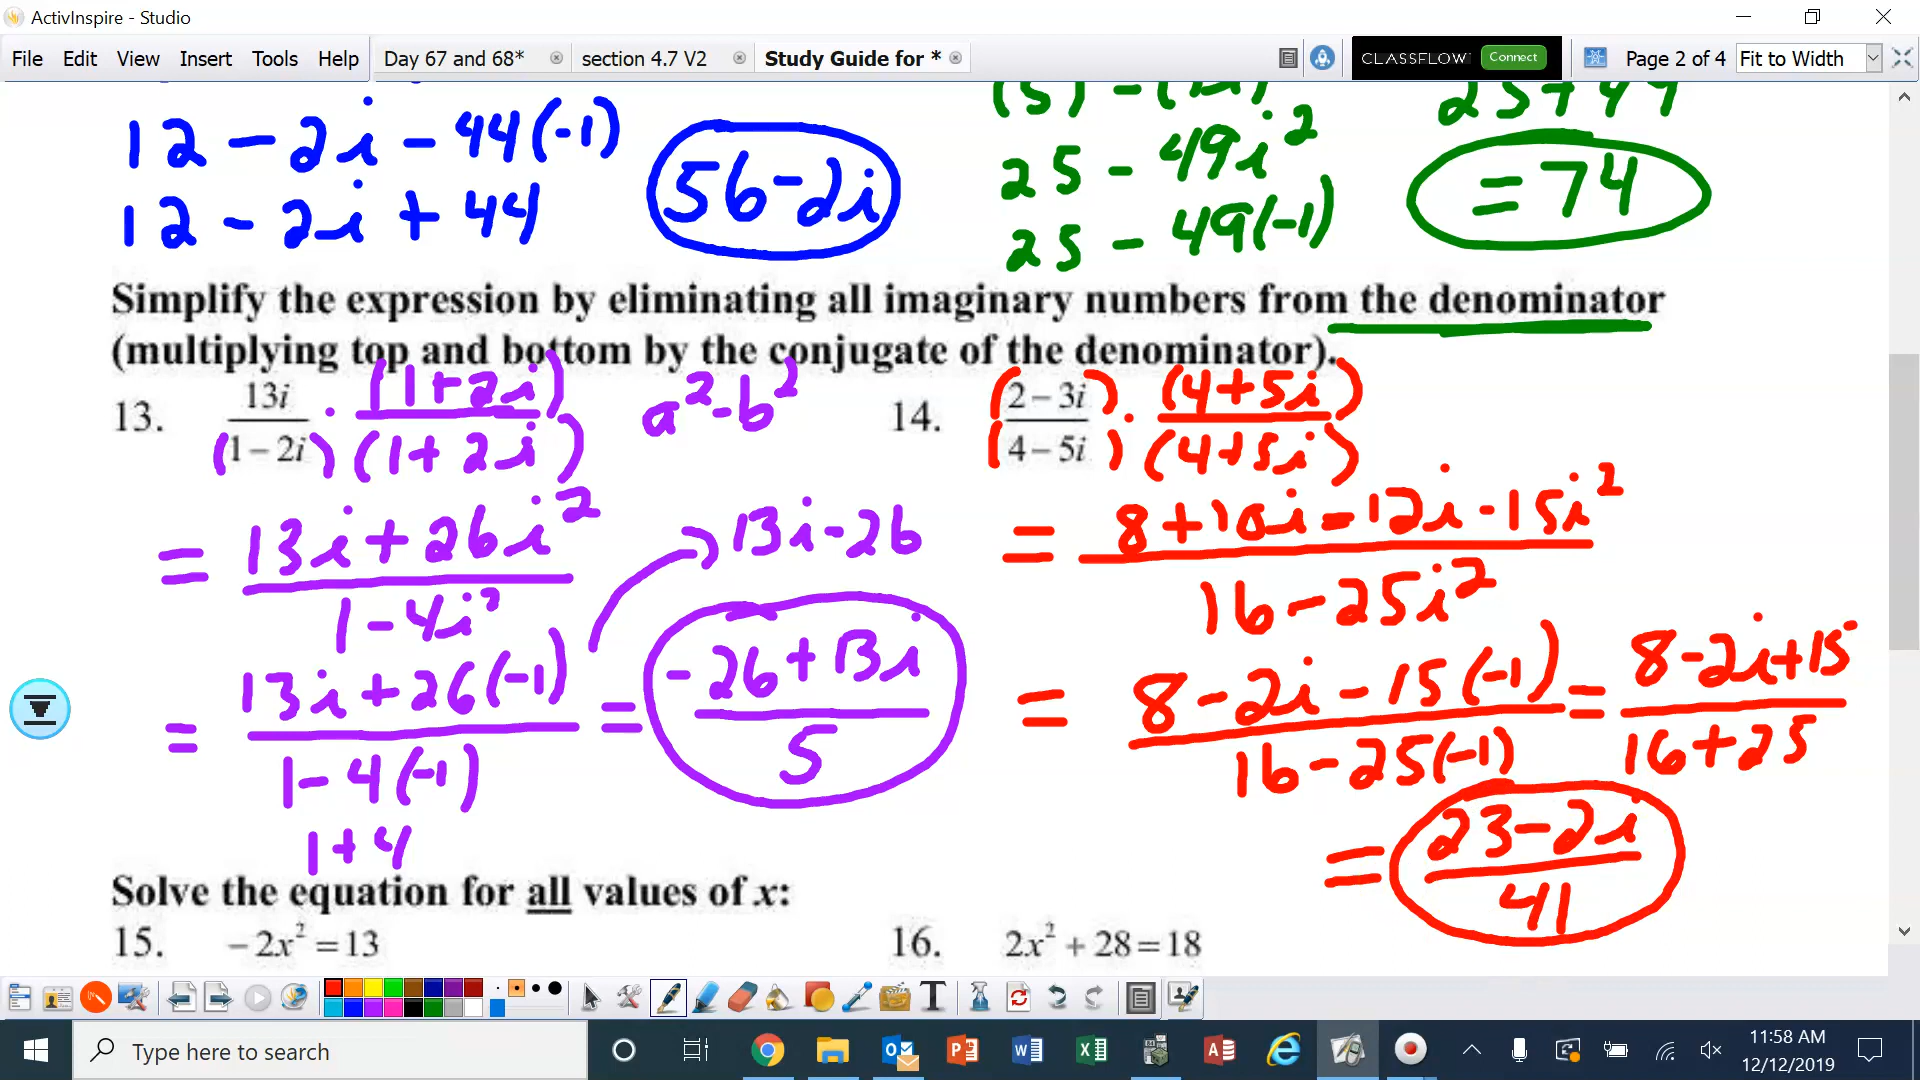 ActivInspire - Studio
File Edit View Insert Tools Help Day 67 and 68* section 4.7 V2 Study Guide for * CLASSFLOW Connect Page 2 of 4 Fit to Width
12 - 2i - 44(-1)
12 - 2i + 44
56-2i
25 - 49i²
25 - 49(-1)
25+49
=74
Simplify the expression by eliminating all imaginary numbers from the denominator
(multiplying top and bottom by the conjugate of the denominator).
13. (13i)/(1 – 2i) · (1+2i)/(1+2i) a²-b²
= (13i+26i²)/(1-4i²)
13i-26
= (13i+26(-1))/(1-4(-1)) = (-26+13i)/5
1+4
14. (2 – 3i)/(4 – 5i) · (4+5i)/(4+5i)
= (8+10i-12i-15i²)/(16-25i²)
= (8-2i-15(-1))/(16-25(-1)) = (8-2i+15)/(16+25)
= (23-2i)/41
Solve the equation for all values of x:
15. –2x² = 13
16. 2x² + 28 = 18
Type here to search
11:58 AM
12/12/2019